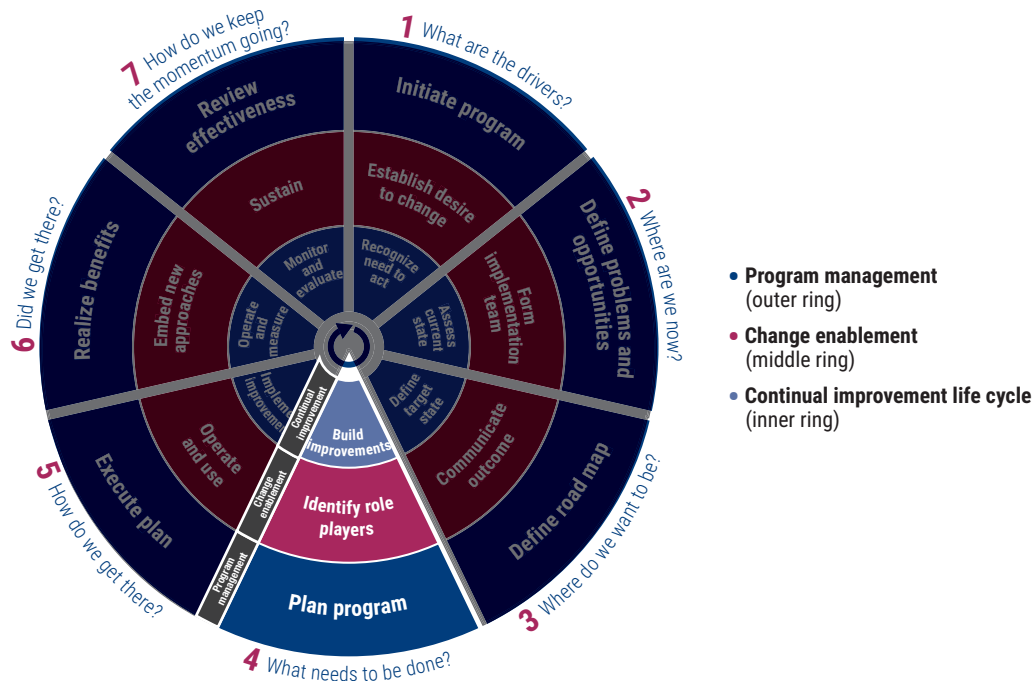 1 What are the drivers?
Initiate program
Establish desire
to change
Recognize
need to
act
2 Where are we now?
Define problems and
opportunities
Form
implementation
team
Assess
current
state
3 Where do we want to be?
Define road map
Communicate
outcome
Define
target
state
4 What needs to be done?
Plan program
Identify role
players
Build
improvements
Continual
improvement
Change
enablement
Program
management
5 How do we get there?
Execute plan
Operate
and use
6 Did we get there?
Realize benefits
Embed new
approaches
Operate
and
measure
7 How do we keep
the momentum going?
Review
effectiveness
Sustain
Monitor
and
evaluate
• Program management
(outer ring)
• Change enablement
(middle ring)
• Continual improvement life cycle
(inner ring)